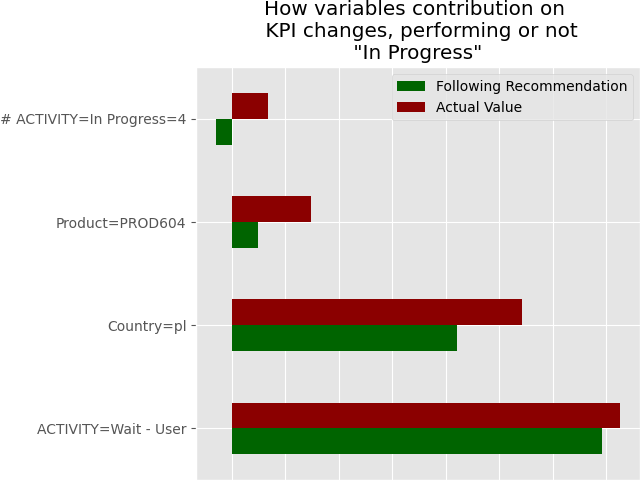 How variables contribution on
KPI changes, performing or not
"In Progress"
Following Recommendation
Actual Value
# ACTIVITY=In Progress=4
Product=PROD604
Country=pl
ACTIVITY=Wait - User